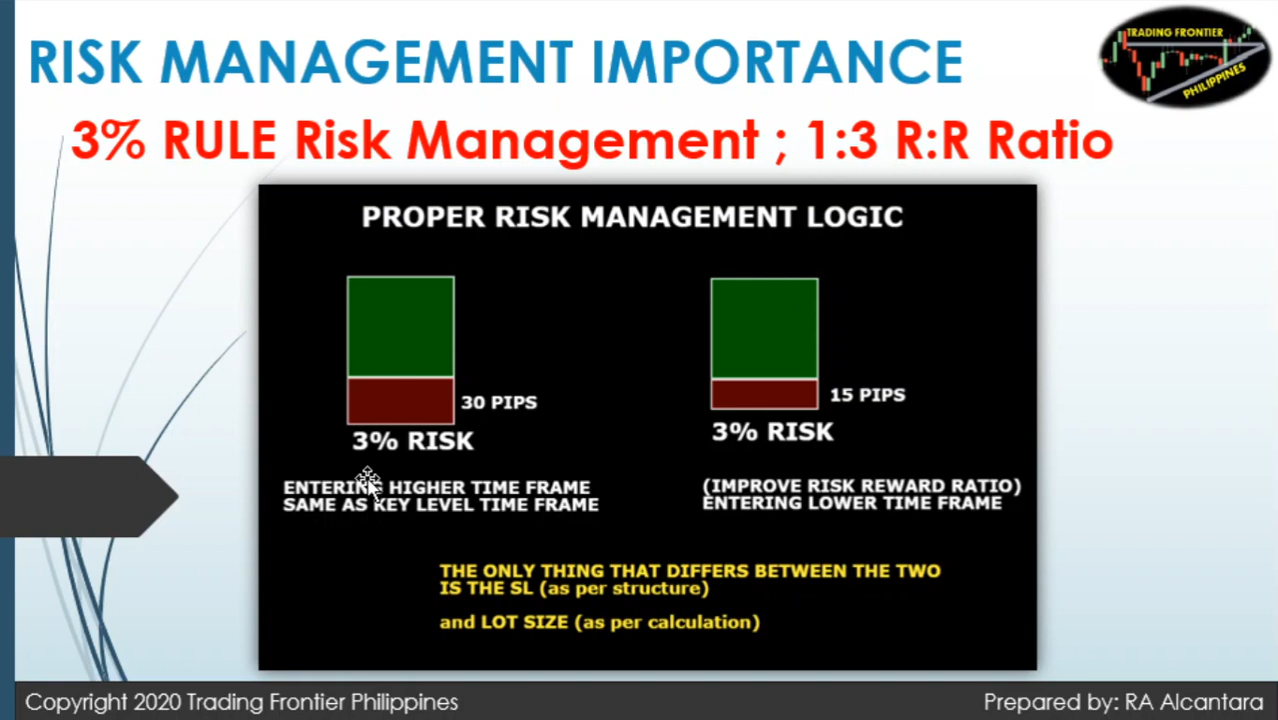 RISK MANAGEMENT IMPORTANCE
TRADING FRONTIER
PHILIPPINES
3% RULE Risk Management ; 1:3 R:R Ratio
PROPER RISK MANAGEMENT LOGIC
30 PIPS
3% RISK
ENTERING HIGHER TIME FRAME
SAME AS KEY LEVEL TIME FRAME
15 PIPS
3% RISK
(IMPROVE RISK REWARD RATIO)
ENTERING LOWER TIME FRAME
THE ONLY THING THAT DIFFERS BETWEEN THE TWO
IS THE SL (as per structure)
and LOT SIZE (as per calculation)
Copyright 2020 Trading Frontier Philippines
Prepared by: RA Alcantara